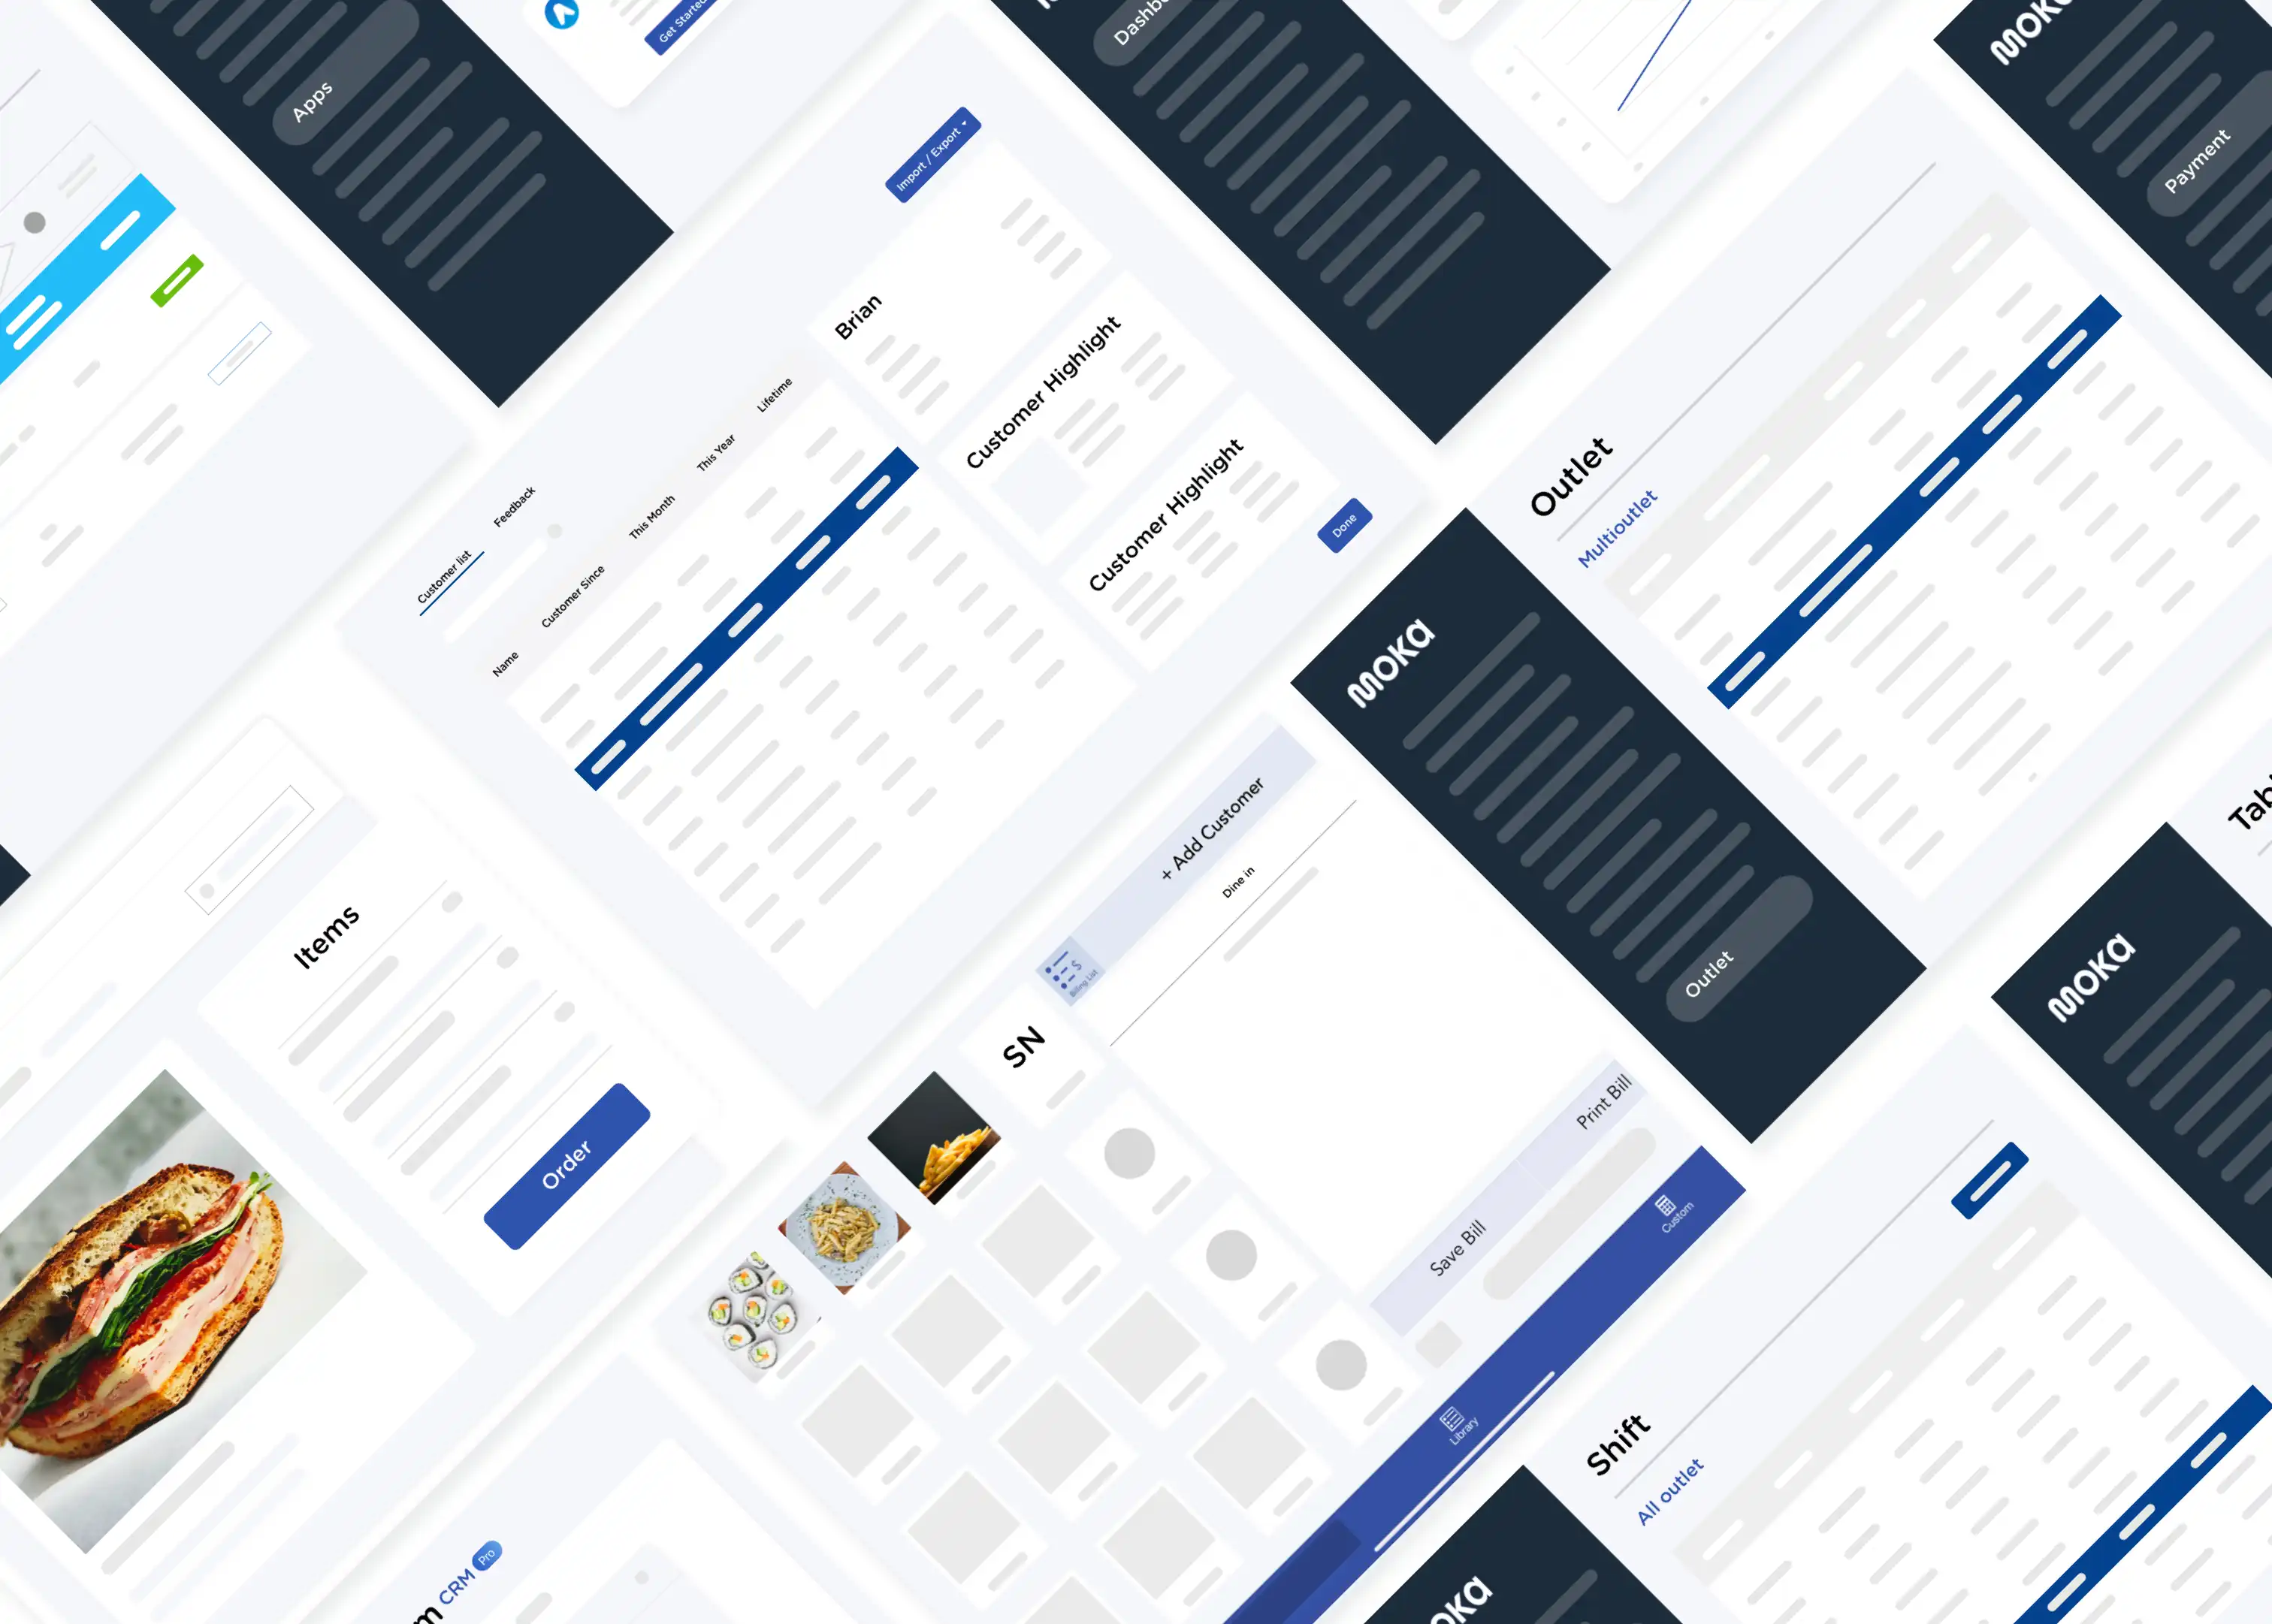 Apps
Get Started
Dashbo
MOKA
Payment
Import / Export
Brian
Customer Highlight
Customer Highlight
Done
Customer list
Feedback
Name
Customer Since
This Month
This Year
Lifetime
Outlet
Multioutlet
MOKA
Outlet
Tab
MOKA
Items
Order
+ Add Customer
Dine in
Billing List
SN
Save Bill
Print Bill
Library
Custom
Shift
All outlet
OKA
m CRM Pro